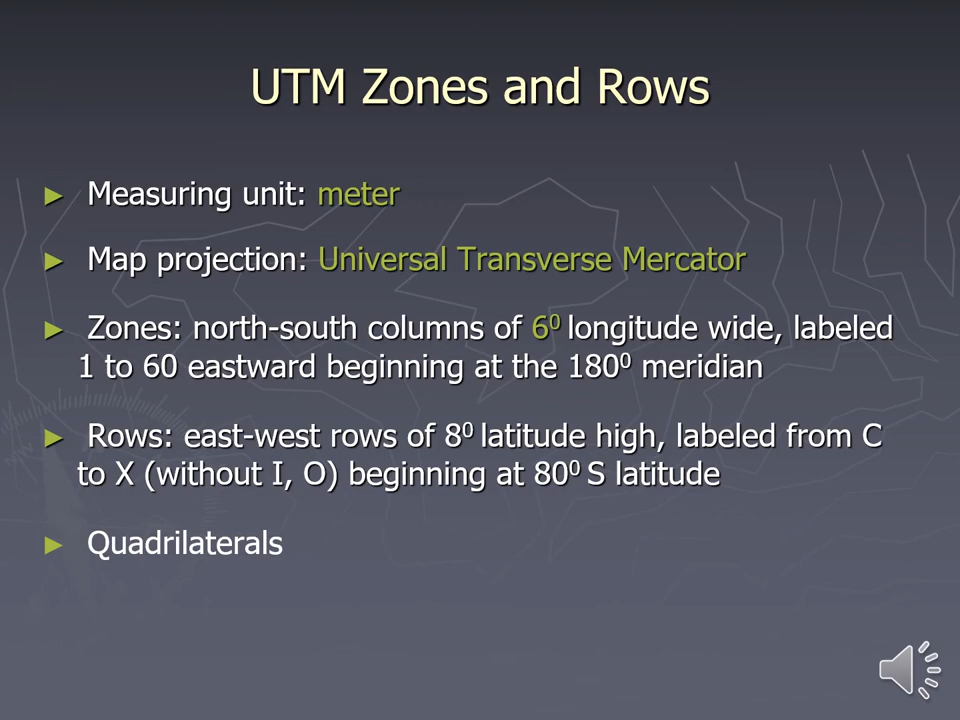 UTM Zones and Rows
► Measuring unit: meter
► Map projection: Universal Transverse Mercator
► Zones: north-south columns of 6⁰ longitude wide, labeled
1 to 60 eastward beginning at the 180⁰ meridian
► Rows: east-west rows of 8⁰ latitude high, labeled from C
to X (without I, O) beginning at 80⁰ S latitude
► Quadrilaterals